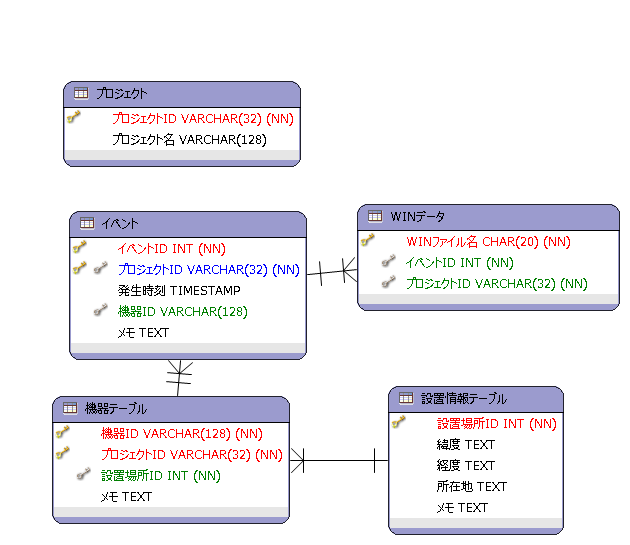 プロジェクト
プロジェクトID VARCHAR(32) (NN)
プロジェクト名 VARCHAR(128)
イベント
イベントID INT (NN)
プロジェクトID VARCHAR(32) (NN)
発生時刻 TIMESTAMP
機器ID VARCHAR(128)
メモ TEXT
WINデータ
WINファイル名 CHAR(20) (NN)
イベントID INT (NN)
プロジェクトID VARCHAR(32) (NN)
機器テーブル
機器ID VARCHAR(128) (NN)
プロジェクトID VARCHAR(32) (NN)
設置場所ID INT (NN)
メモ TEXT
設置情報テーブル
設置場所ID INT (NN)
緯度 TEXT
経度 TEXT
所在地 TEXT
メモ TEXT